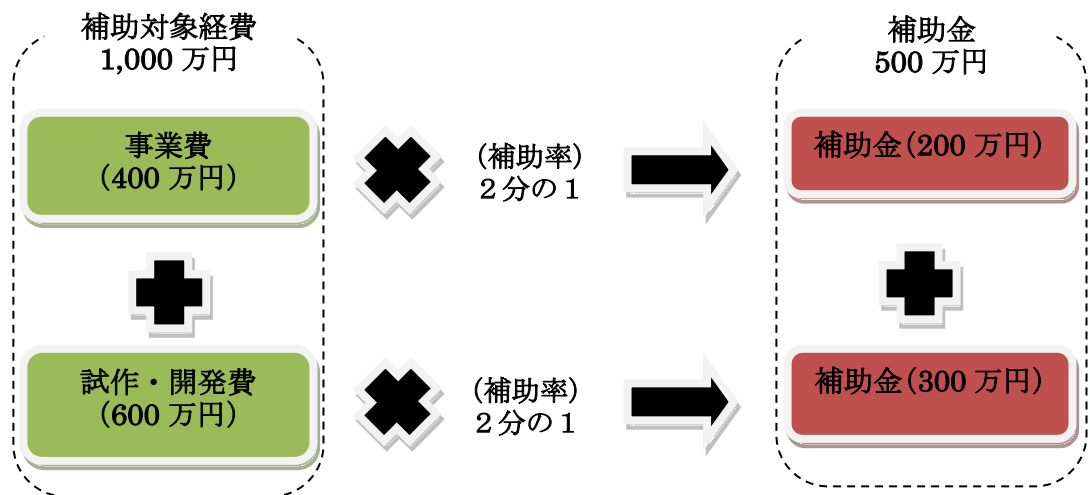 補助対象経費
1,000 万円
補助金
500 万円
事業費
（400 万円）
（補助率）
２分の１
補助金（200 万円）
試作・開発費
（600 万円）
（補助率）
２分の１
補助金（300 万円）